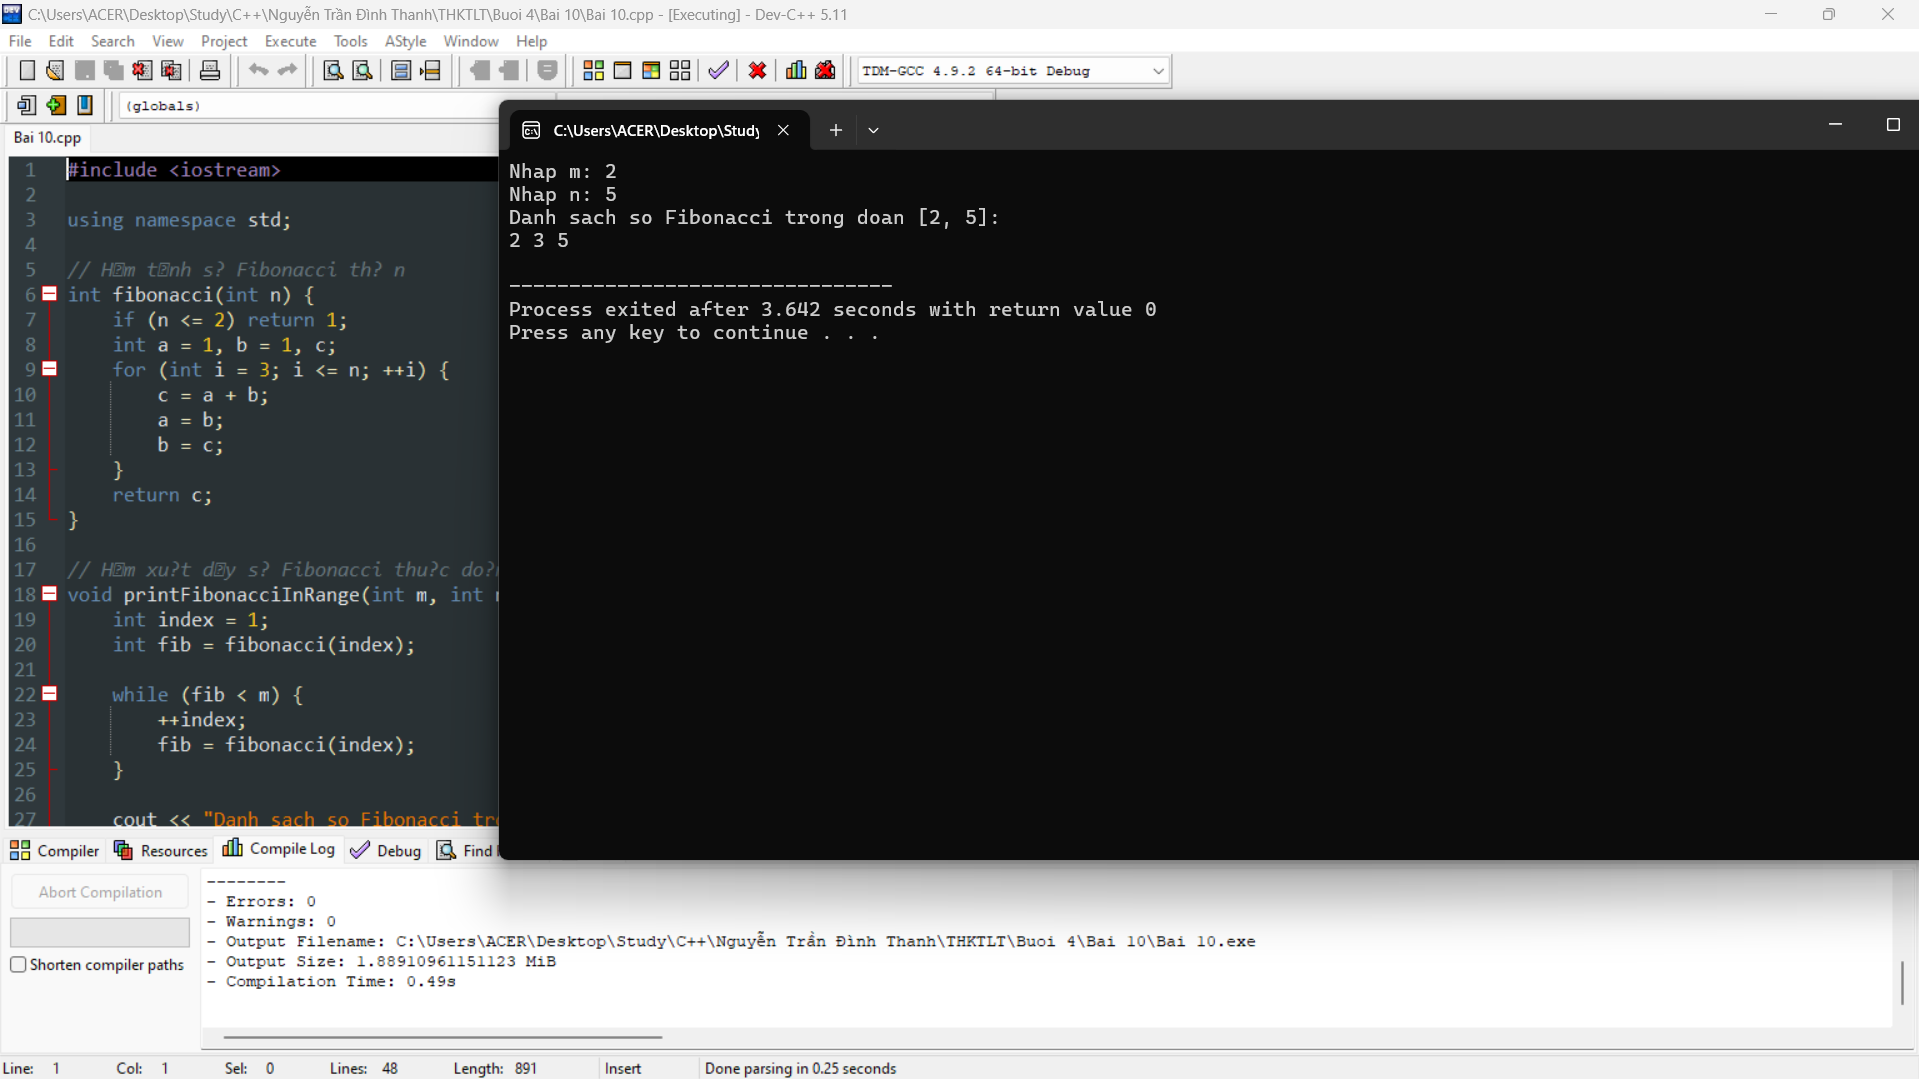 C:\Users\ACER\Desktop\Study\C++\Nguyễn Trần Đình Thanh\THKTLT\Buoi 4\Bai 10\Bai 10.cpp - [Executing] - Dev-C++ 5.11
File Edit Search View Project Execute Tools AStyle Window Help
TDM-GCC 4.9.2 64-bit Debug
(globals)
Bai 10.cpp
1 #include <iostream>
2
3 using namespace std;
4
5 // H m t nh s? Fibonacci th? n
6 int fibonacci(int n) {
7 if (n <= 2) return 1;
8 int a = 1, b = 1, c;
9 for (int i = 3; i <= n; ++i) {
10 c = a + b;
11 a = b;
12 b = c;
13 }
14 return c;
15 }
16
17 // H m xu?t d y s? Fibonacci thu?c do?
18 void printFibonacciInRange(int m, int
19 int index = 1;
20 int fib = fibonacci(index);
21
22 while (fib < m) {
23 ++index;
24 fib = fibonacci(index);
25 }
26
27 cout << "Danh sach so Fibonacci tro
C:\Users\ACER\Desktop\Study
Nhap m: 2
Nhap n: 5
Danh sach so Fibonacci trong doan [2, 5]:
2 3 5
--------------------------------
Process exited after 3.642 seconds with return value 0
Press any key to continue . . .
Compiler Resources Compile Log Debug Find
Abort Compilation
Shorten compiler paths
--------
- Errors: 0
- Warnings: 0
- Output Filename: C:\Users\ACER\Desktop\Study\C++\Nguyễn Trần Đình Thanh\THKTLT\Buoi 4\Bai 10\Bai 10.exe
- Output Size: 1.88910961151123 MiB
- Compilation Time: 0.49s
Line: 1 Col: 1 Sel: 0 Lines: 48 Length: 891 Insert Done parsing in 0.25 seconds